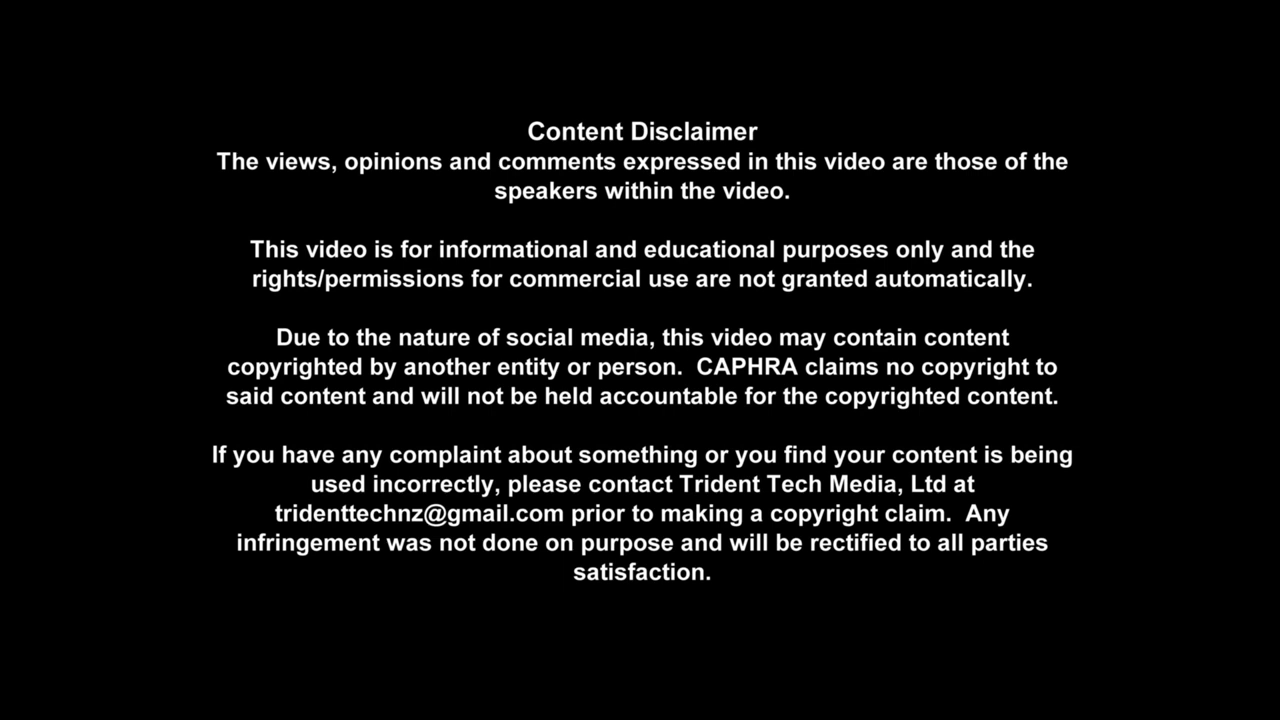 Content Disclaimer
The views, opinions and comments expressed in this video are those of the
speakers within the video.
This video is for informational and educational purposes only and the
rights/permissions for commercial use are not granted automatically.
Due to the nature of social media, this video may contain content
copyrighted by another entity or person.  CAPHRA claims no copyright to
said content and will not be held accountable for the copyrighted content.
If you have any complaint about something or you find your content is being
used incorrectly, please contact Trident Tech Media, Ltd at
tridenttechnz@gmail.com prior to making a copyright claim.  Any
infringement was not done on purpose and will be rectified to all parties
satisfaction.